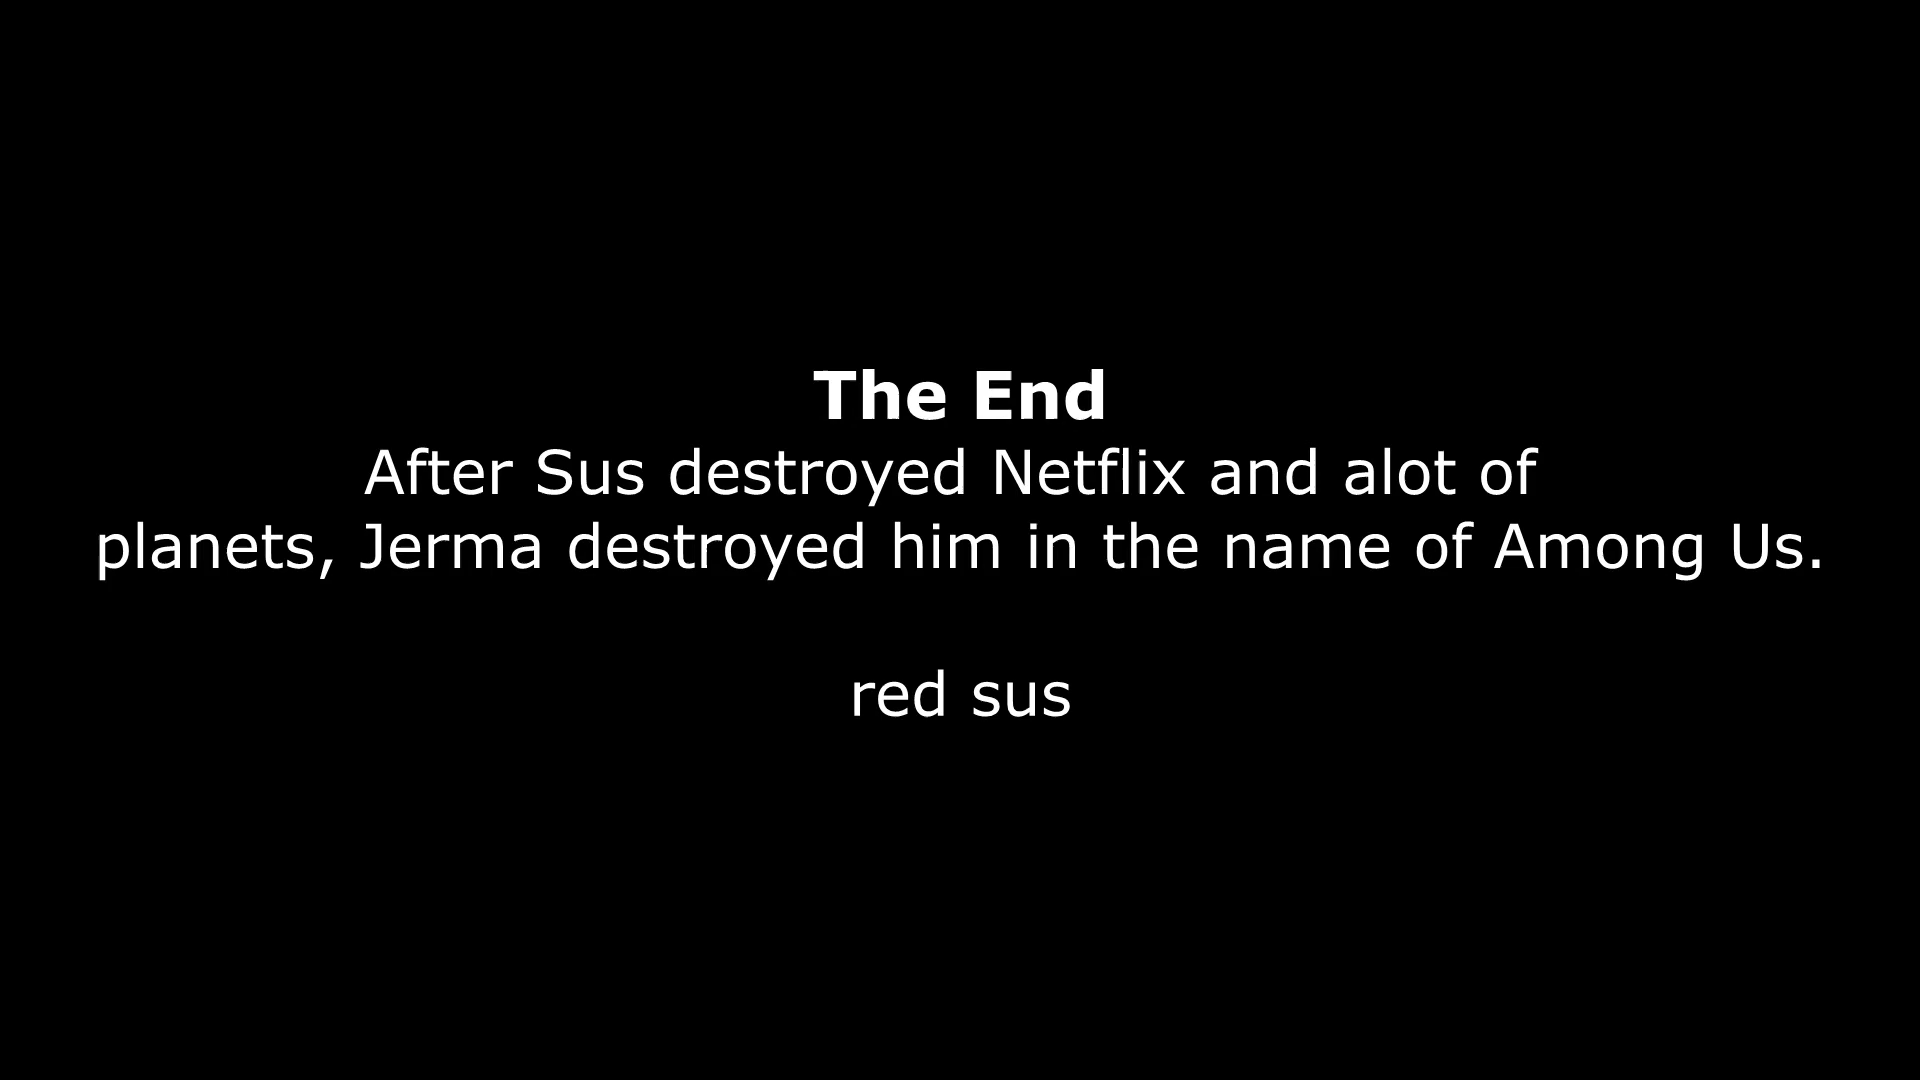 The End
After Sus destroyed Netflix and alot of
planets, Jerma destroyed him in the name of Among Us.
red sus